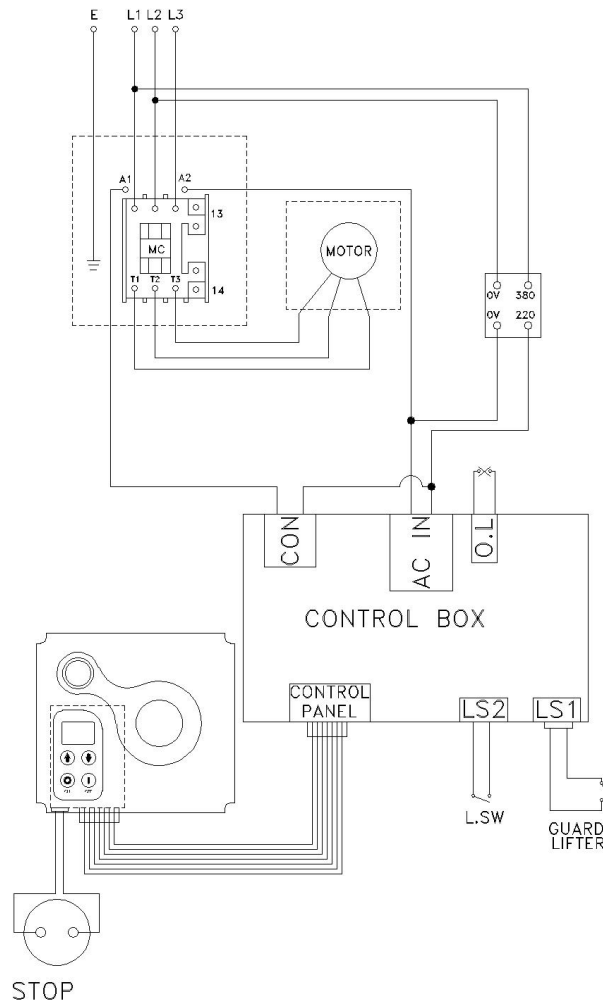 E L1 L2 L3
A1 A2
13
MC
MOTOR
T1 T2 T3
14
0V 380
0V 220
CON
AC IN
O.L
CONTROL BOX
CONTROL
PANEL
LS2
LS1
L.SW
GUARD
LIFTER
STOP